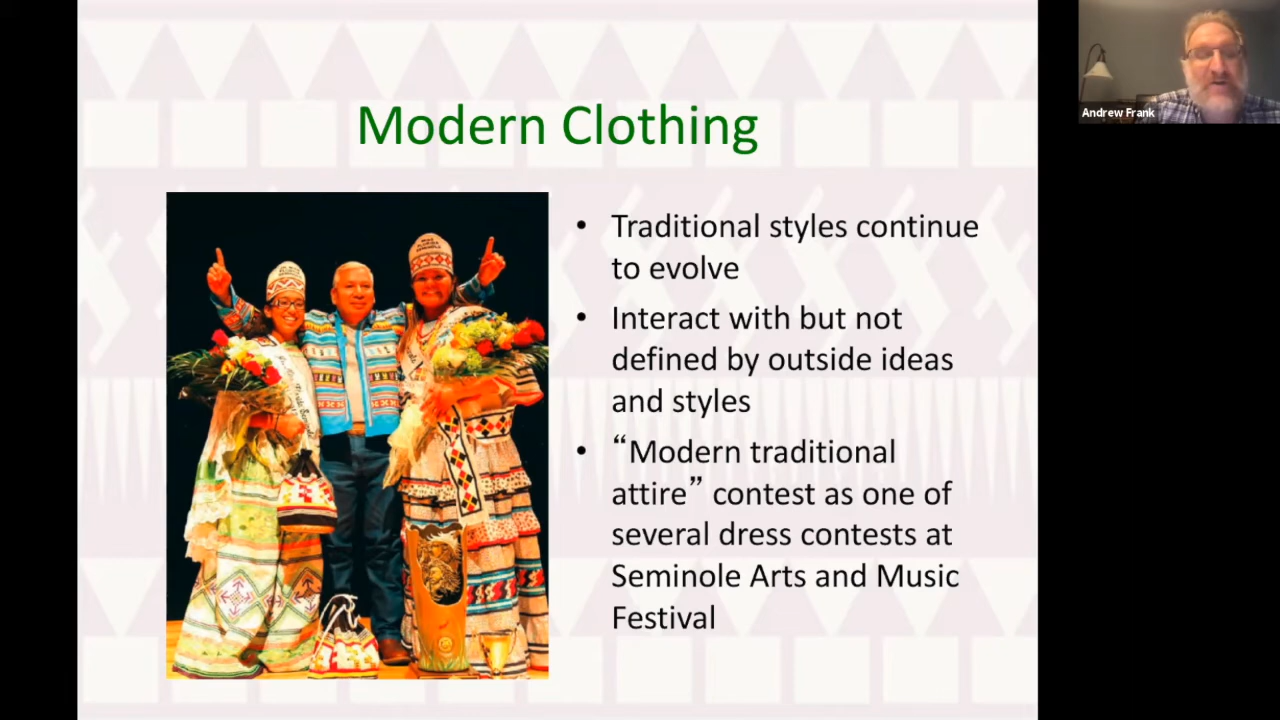 Modern Clothing
• Traditional styles continue
to evolve
• Interact with but not
defined by outside ideas
and styles
• “Modern traditional
attire” contest as one of
several dress contests at
Seminole Arts and Music
Festival
Andrew Frank